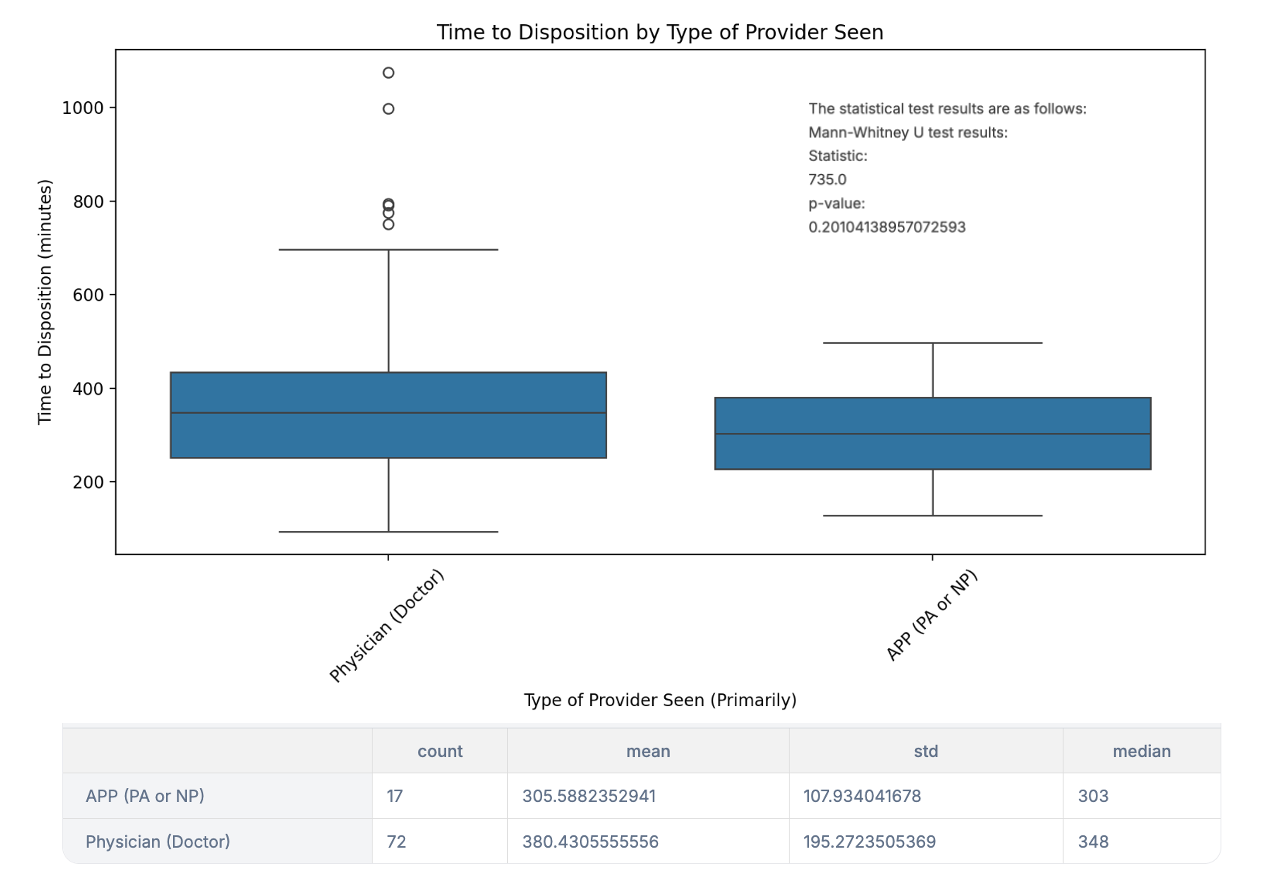 Time to Disposition by Type of Provider Seen
Time to Disposition (minutes)
1000
800
600
400
200
The statistical test results are as follows:
Mann-Whitney U test results:
Statistic:
735.0
p-value:
0.20104138957072593
Physician (Doctor)
APP (PA or NP)
Type of Provider Seen (Primarily)
count mean std median
APP (PA or NP) 17 305.5882352941 107.934041678 303
Physician (Doctor) 72 380.4305555556 195.2723505369 348